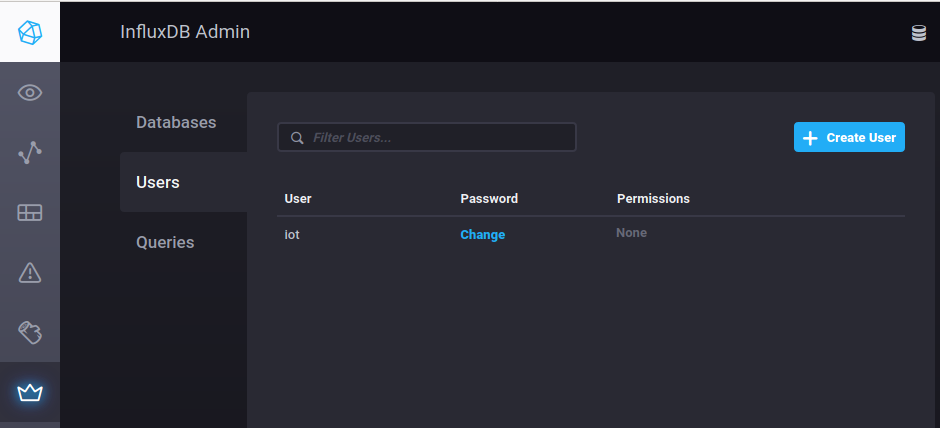 InfluxDB Admin
Databases
Users
Queries
Filter Users...
Create User
User Password Permissions
iot Change None